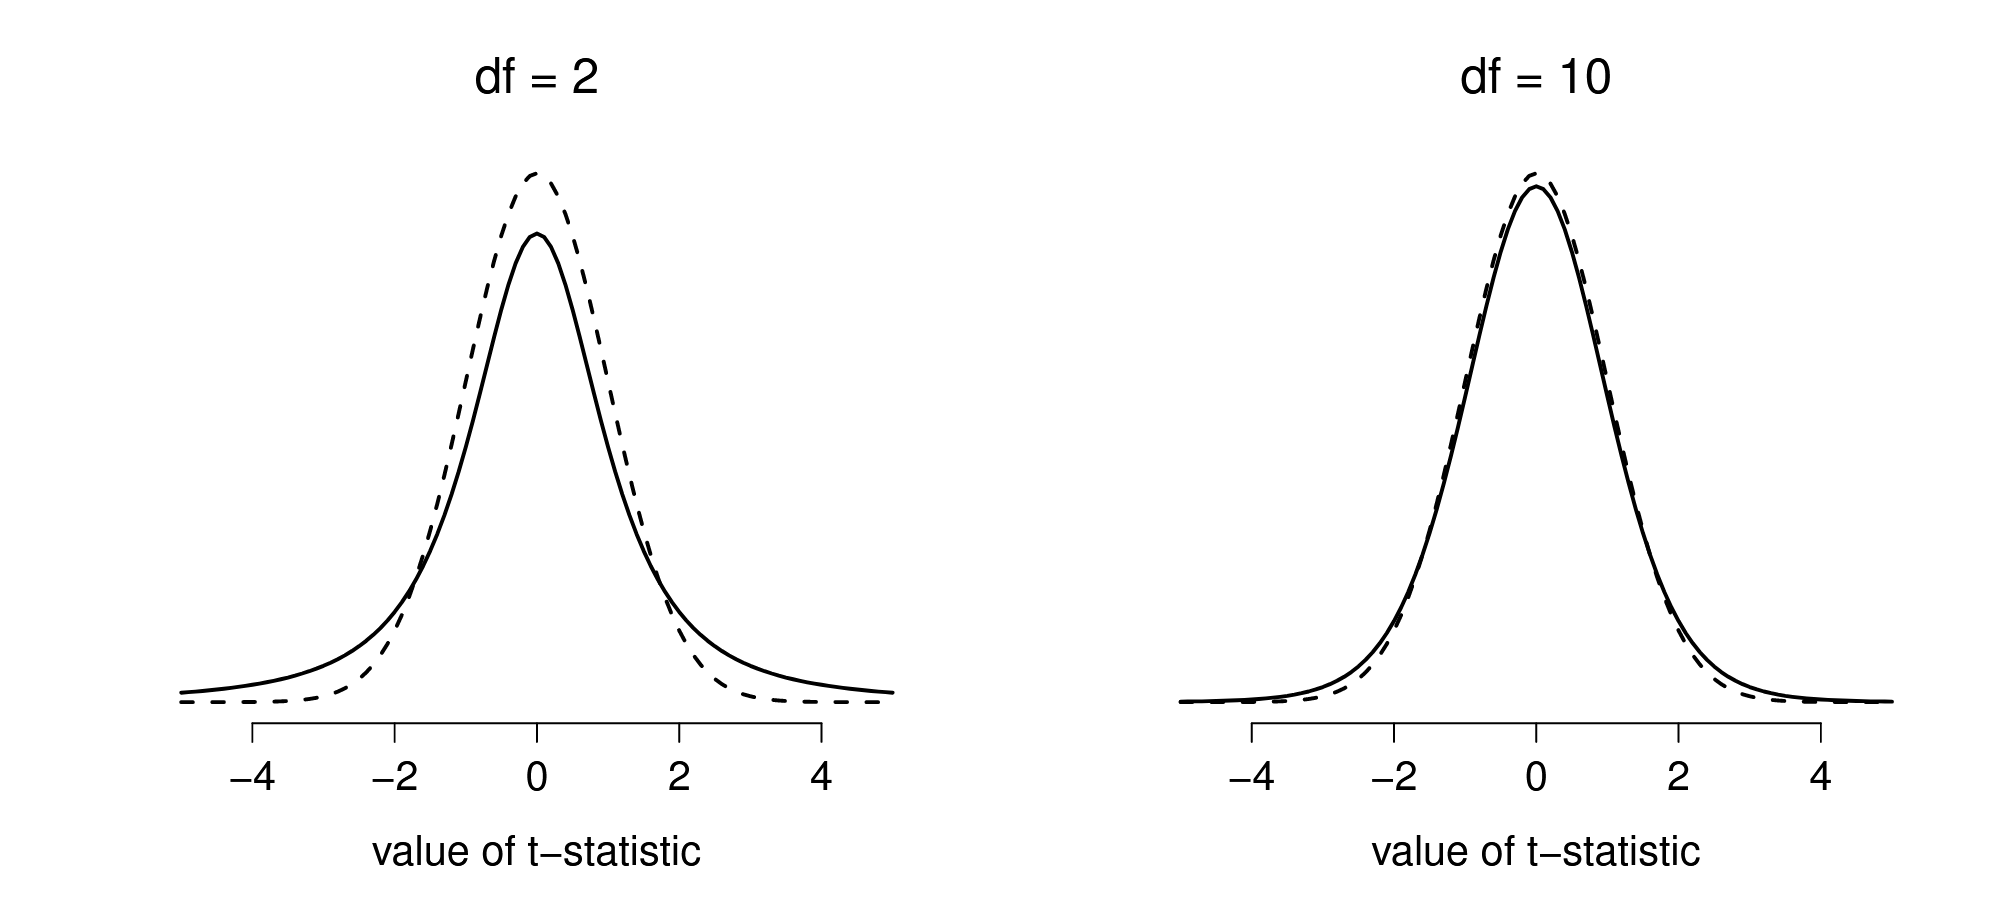 df = 2
−4 −2 0 2 4
value of t−statistic
df = 10
−4 −2 0 2 4
value of t−statistic